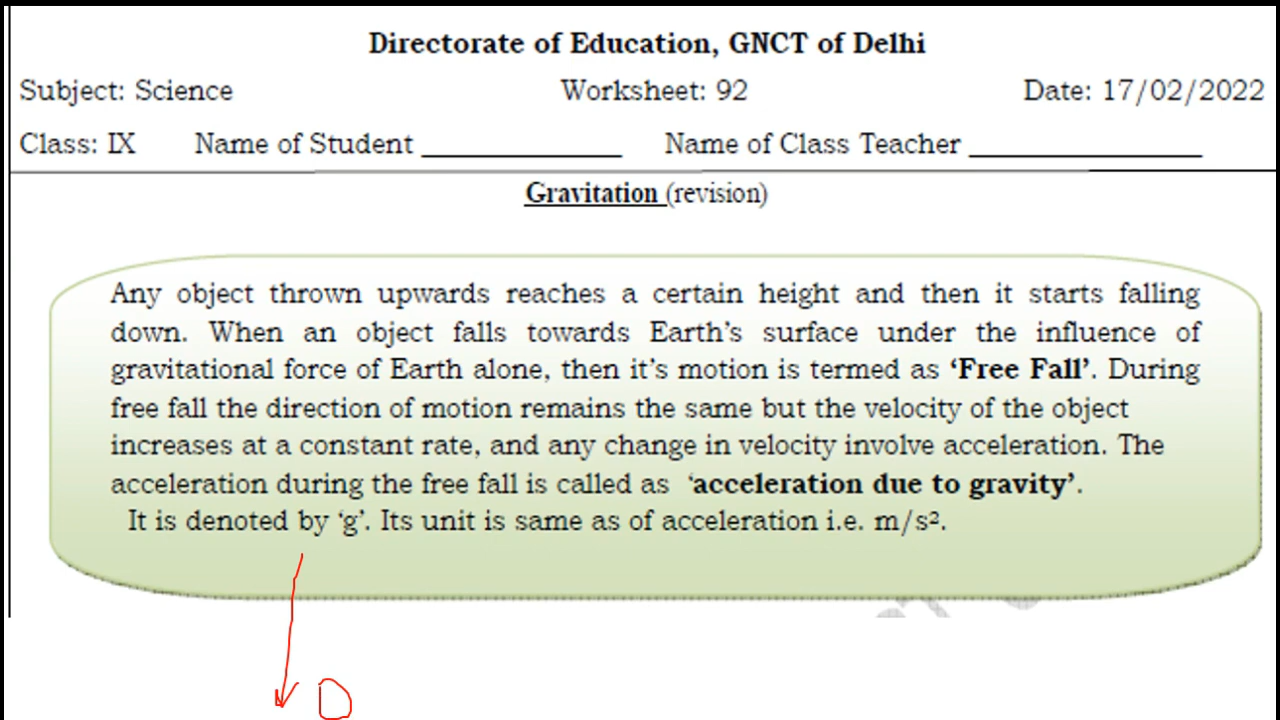 Directorate of Education, GNCT of Delhi
Subject: Science Worksheet: 92 Date: 17/02/2022
Class: IX Name of Student ____________ Name of Class Teacher ______________
Gravitation (revision)
Any object thrown upwards reaches a certain height and then it starts falling
down. When an object falls towards Earth's surface under the influence of
gravitational force of Earth alone, then it's motion is termed as ‘Free Fall’. During
free fall the direction of motion remains the same but the velocity of the object
increases at a constant rate, and any change in velocity involve acceleration. The
acceleration during the free fall is called as ‘acceleration due to gravity’.
It is denoted by ‘g’. Its unit is same as of acceleration i.e. m/s².
D